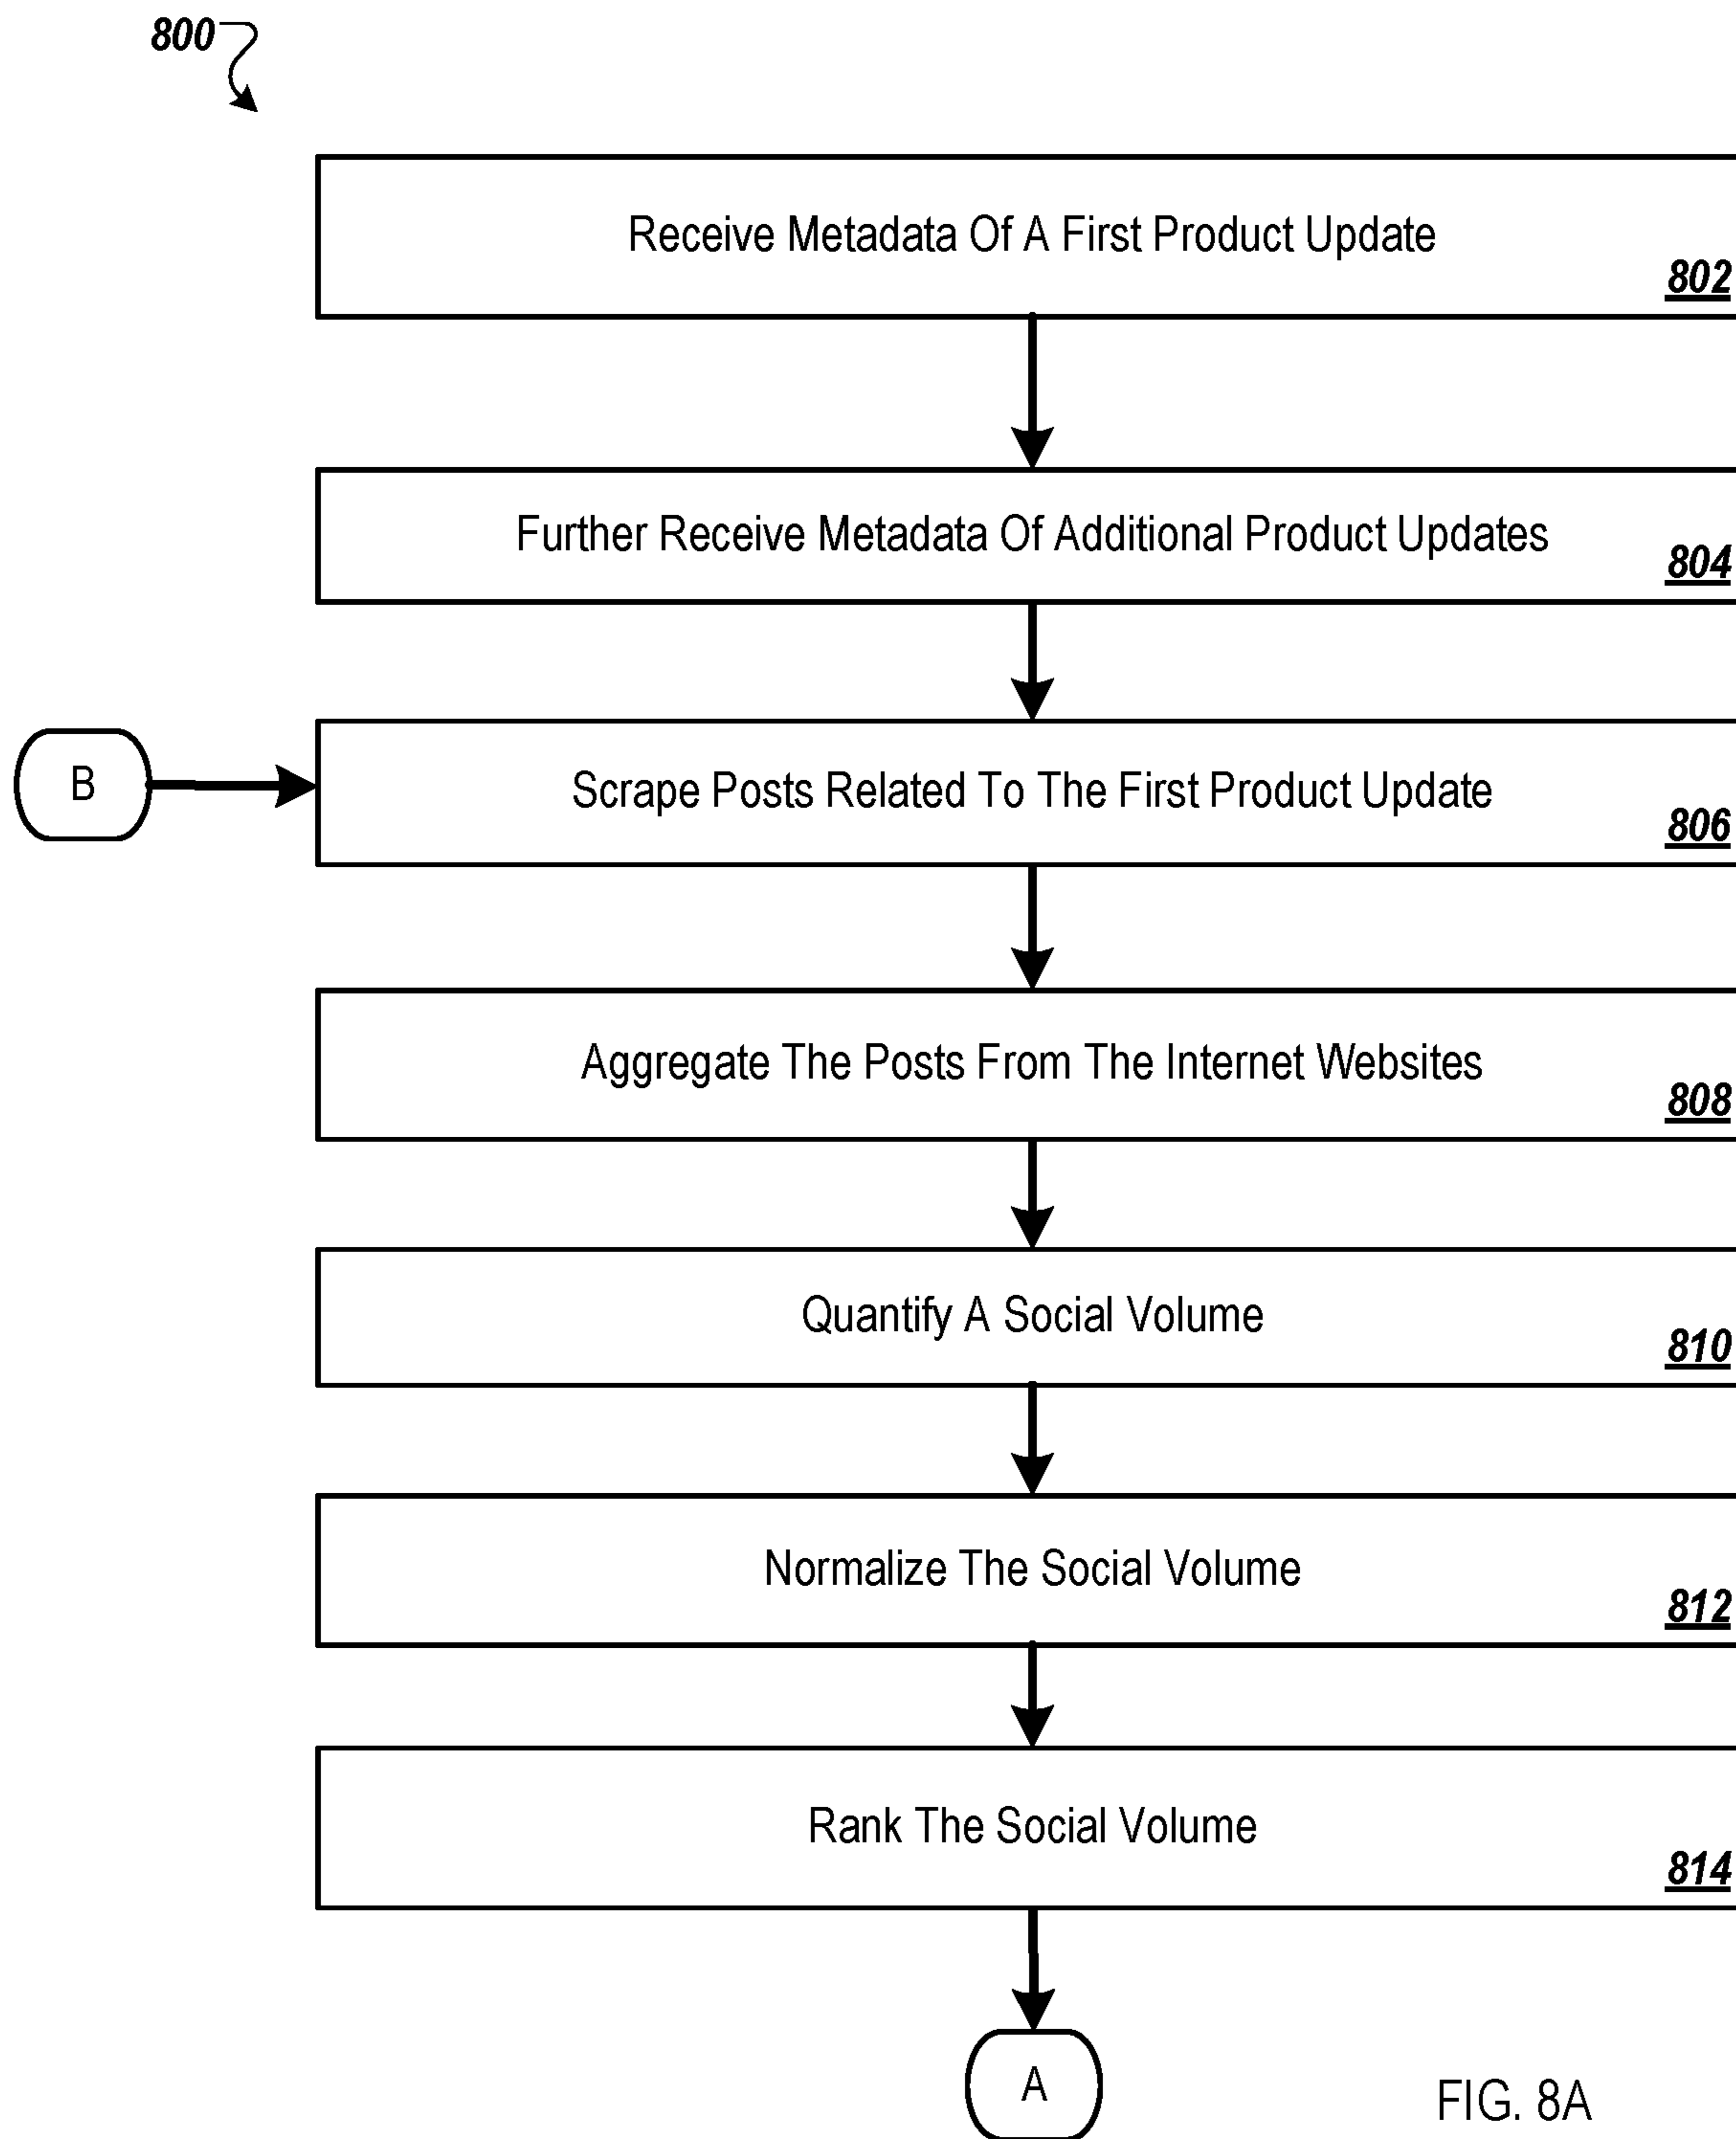 800
Receive Metadata Of A First Product Update
802
Further Receive Metadata Of Additional Product Updates
804
B
Scrape Posts Related To The First Product Update
806
Aggregate The Posts From The Internet Websites
808
Quantify A Social Volume
810
Normalize The Social Volume
812
Rank The Social Volume
814
A
FIG. 8A